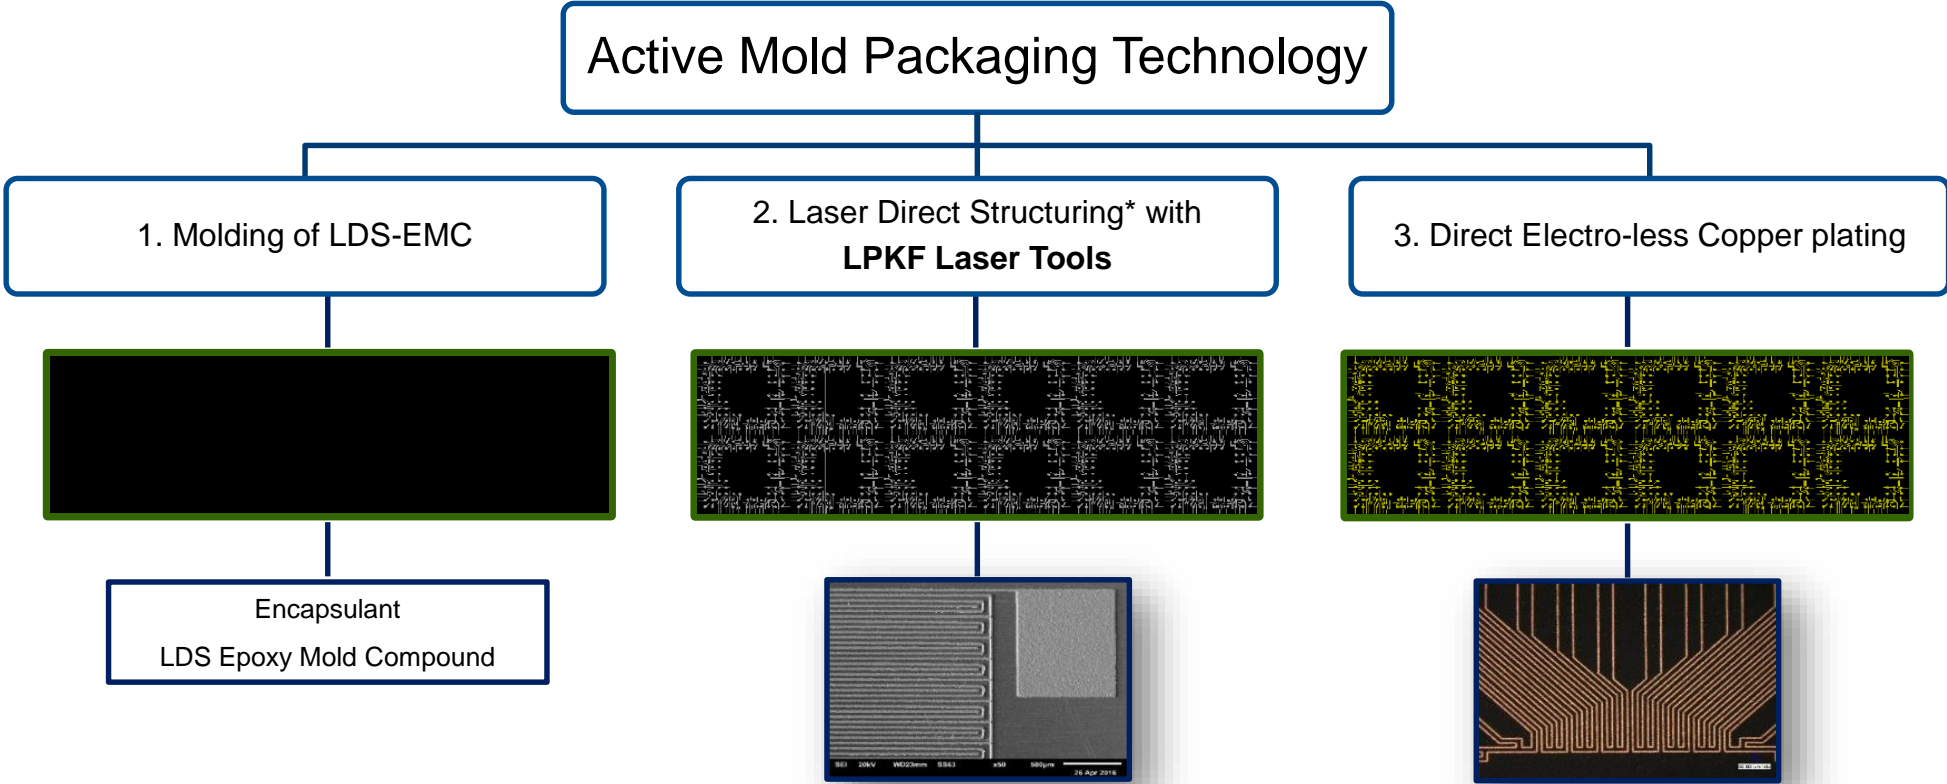 Active Mold Packaging Technology
1. Molding of LDS-EMC
2. Laser Direct Structuring* with
LPKF Laser Tools
3. Direct Electro-less Copper plating
Encapsulant
LDS Epoxy Mold Compound
SEI 20kV WD23mm SS63 x50 500µm
26 Apr 2016